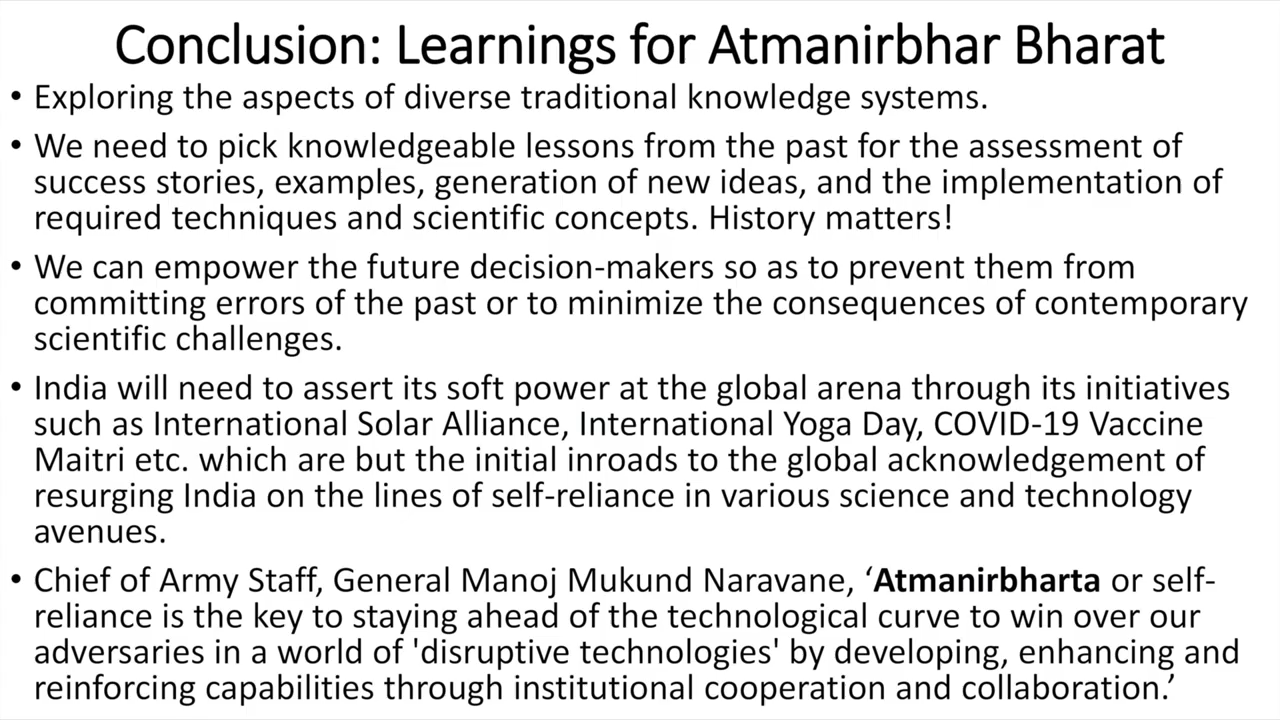 Conclusion: Learnings for Atmanirbhar Bharat
• Exploring the aspects of diverse traditional knowledge systems.
• We need to pick knowledgeable lessons from the past for the assessment of
success stories, examples, generation of new ideas, and the implementation of
required techniques and scientific concepts. History matters!
• We can empower the future decision-makers so as to prevent them from
committing errors of the past or to minimize the consequences of contemporary
scientific challenges.
• India will need to assert its soft power at the global arena through its initiatives
such as International Solar Alliance, International Yoga Day, COVID-19 Vaccine
Maitri etc. which are but the initial inroads to the global acknowledgement of
resurging India on the lines of self-reliance in various science and technology
avenues.
• Chief of Army Staff, General Manoj Mukund Naravane, ‘Atmanirbharta or self-
reliance is the key to staying ahead of the technological curve to win over our
adversaries in a world of 'disruptive technologies' by developing, enhancing and
reinforcing capabilities through institutional cooperation and collaboration.’